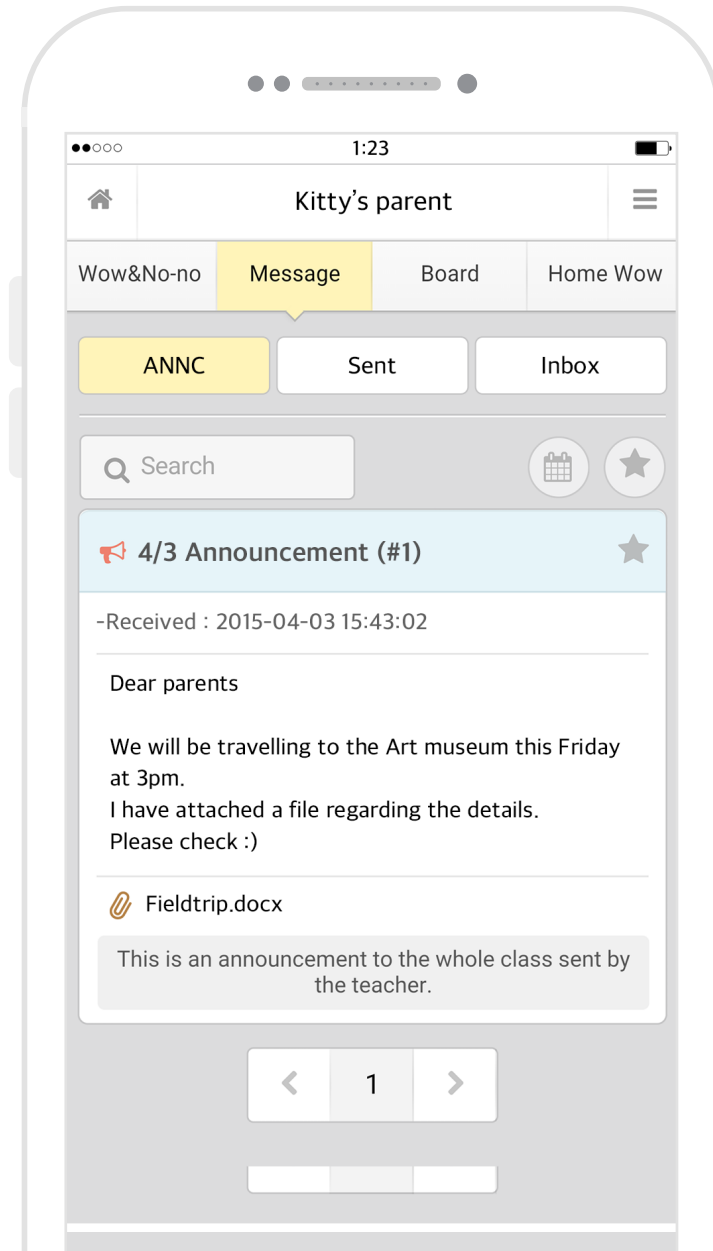 1:23
Kitty's parent
Wow&No-no Message Board Home Wow
ANNC Sent Inbox
Search
4/3 Announcement (#1)
-Received : 2015-04-03 15:43:02
Dear parents
We will be travelling to the Art museum this Friday
at 3pm.
I have attached a file regarding the details.
Please check :)
Fieldtrip.docx
This is an announcement to the whole class sent by
the teacher.
1